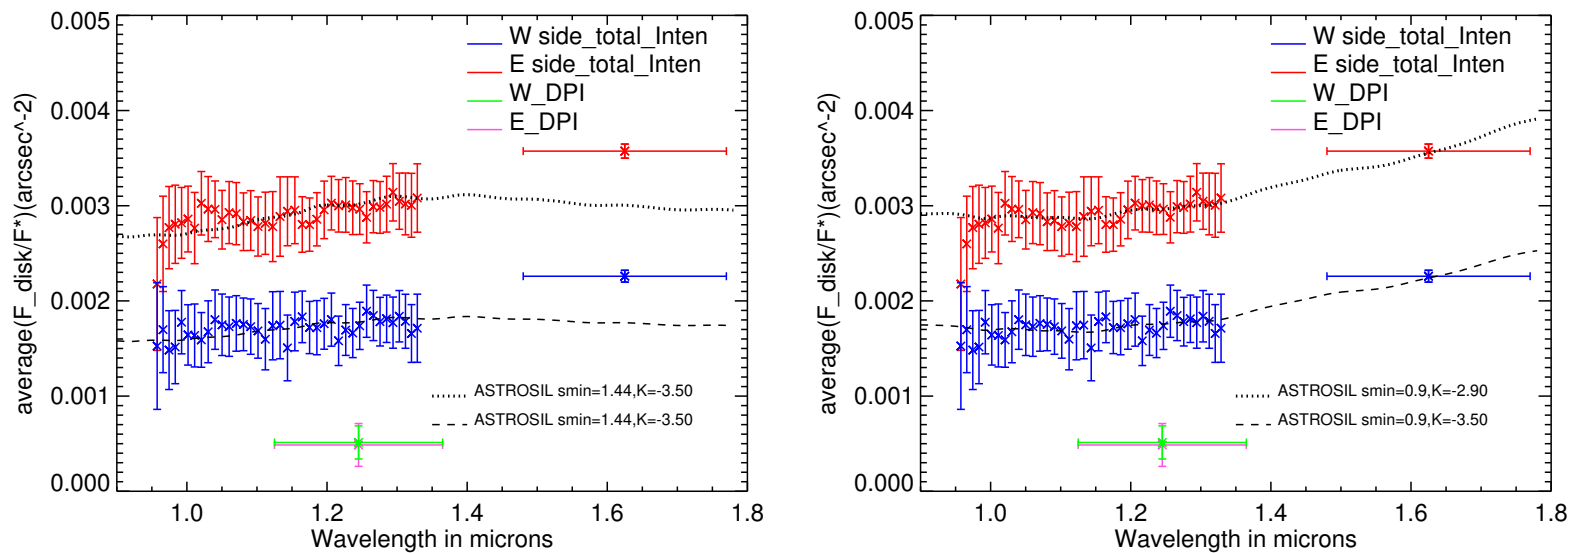 0.005
0.004
0.003
0.002
0.001
0.000
average(F_disk/F*)(arcsec^-2)
W side_total_Inten
E side_total_Inten
W_DPI
E_DPI
ASTROSIL smin=1.44,K=-3.50
ASTROSIL smin=1.44,K=-3.50
1.0 1.2 1.4 1.6 1.8
Wavelength in microns
0.005
0.004
0.003
0.002
0.001
0.000
average(F_disk/F*)(arcsec^-2)
W side_total_Inten
E side_total_Inten
W_DPI
E_DPI
ASTROSIL smin=0.9,K=-2.90
ASTROSIL smin=0.9,K=-3.50
1.0 1.2 1.4 1.6 1.8
Wavelength in microns